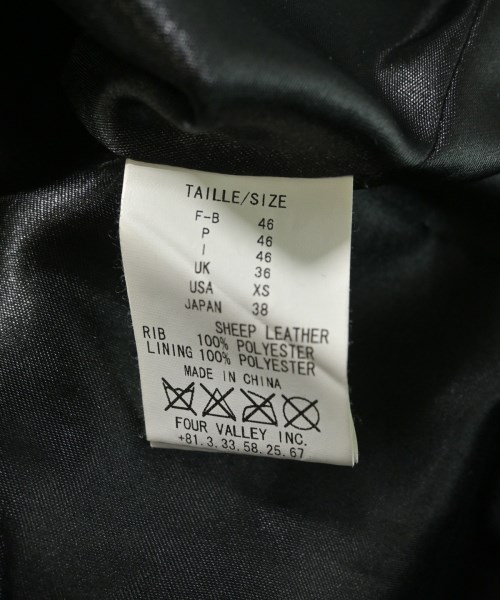 TAILLE/SIZE
F-B 46
P 46
I 46
UK 36
USA XS
JAPAN 38
SHEEP LEATHER
RIB 100% POLYESTER
LINING 100% POLYESTER
MADE IN CHINA
FOUR VALLEY INC.
+81.3.33.58.25.67